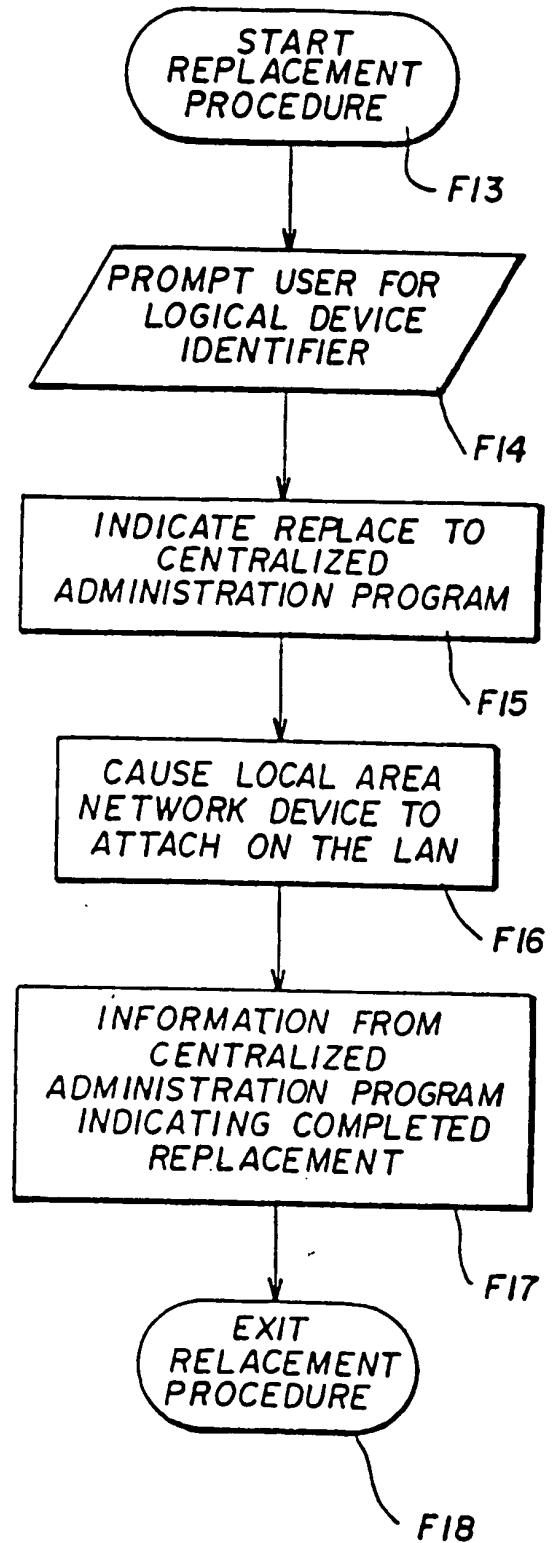 START
REPLACEMENT
PROCEDURE
F13
PROMPT USER FOR
LOGICAL DEVICE
IDENTIFIER
F14
INDICATE REPLACE TO
CENTRALIZED
ADMINISTRATION PROGRAM
F15
CAUSE LOCAL AREA
NETWORK DEVICE TO
ATTACH ON THE LAN
F16
INFORMATION FROM
CENTRALIZED
ADMINISTRATION PROGRAM
INDICATING COMPLETED
REPLACEMENT
F17
EXIT
RELACEMENT
PROCEDURE
F18